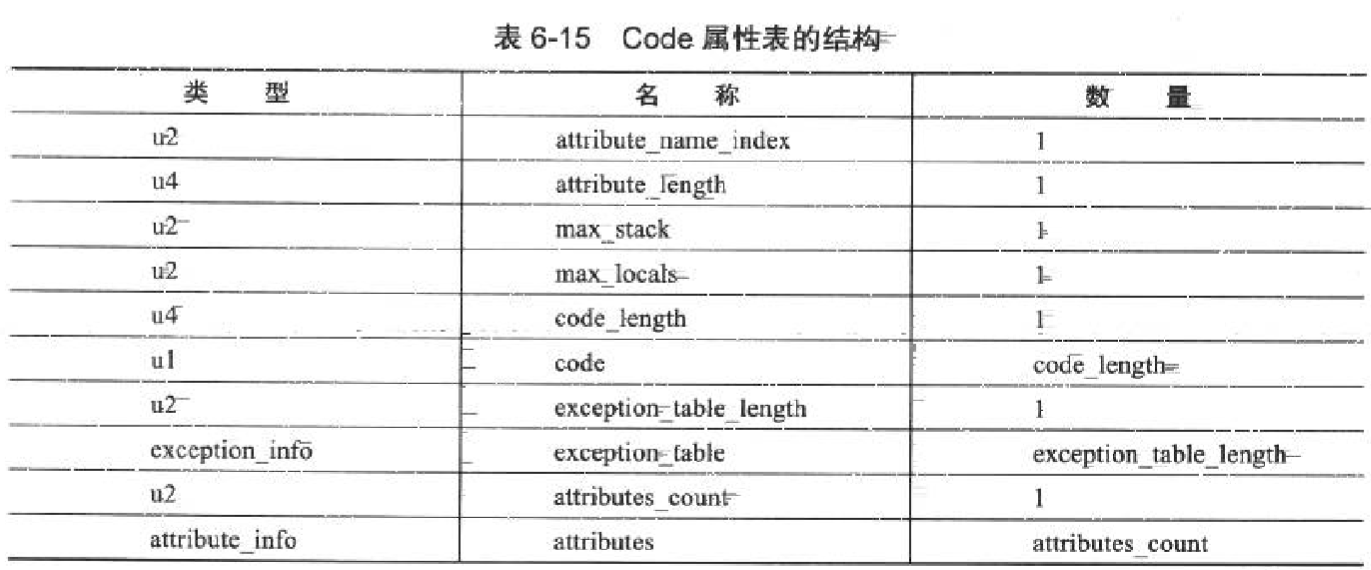 表 6-15 Code 属性表的结构
类 型 名 称 数 量
u2 attribute_name_index 1
u4 attribute_length 1
u2 max_stack 1
u2 max_locals 1
u4 code_length 1
u1 code code_length
u2 exception_table_length 1
exception_info exception_table exception_table_length
u2 attributes_count 1
attribute_info attributes attributes_count